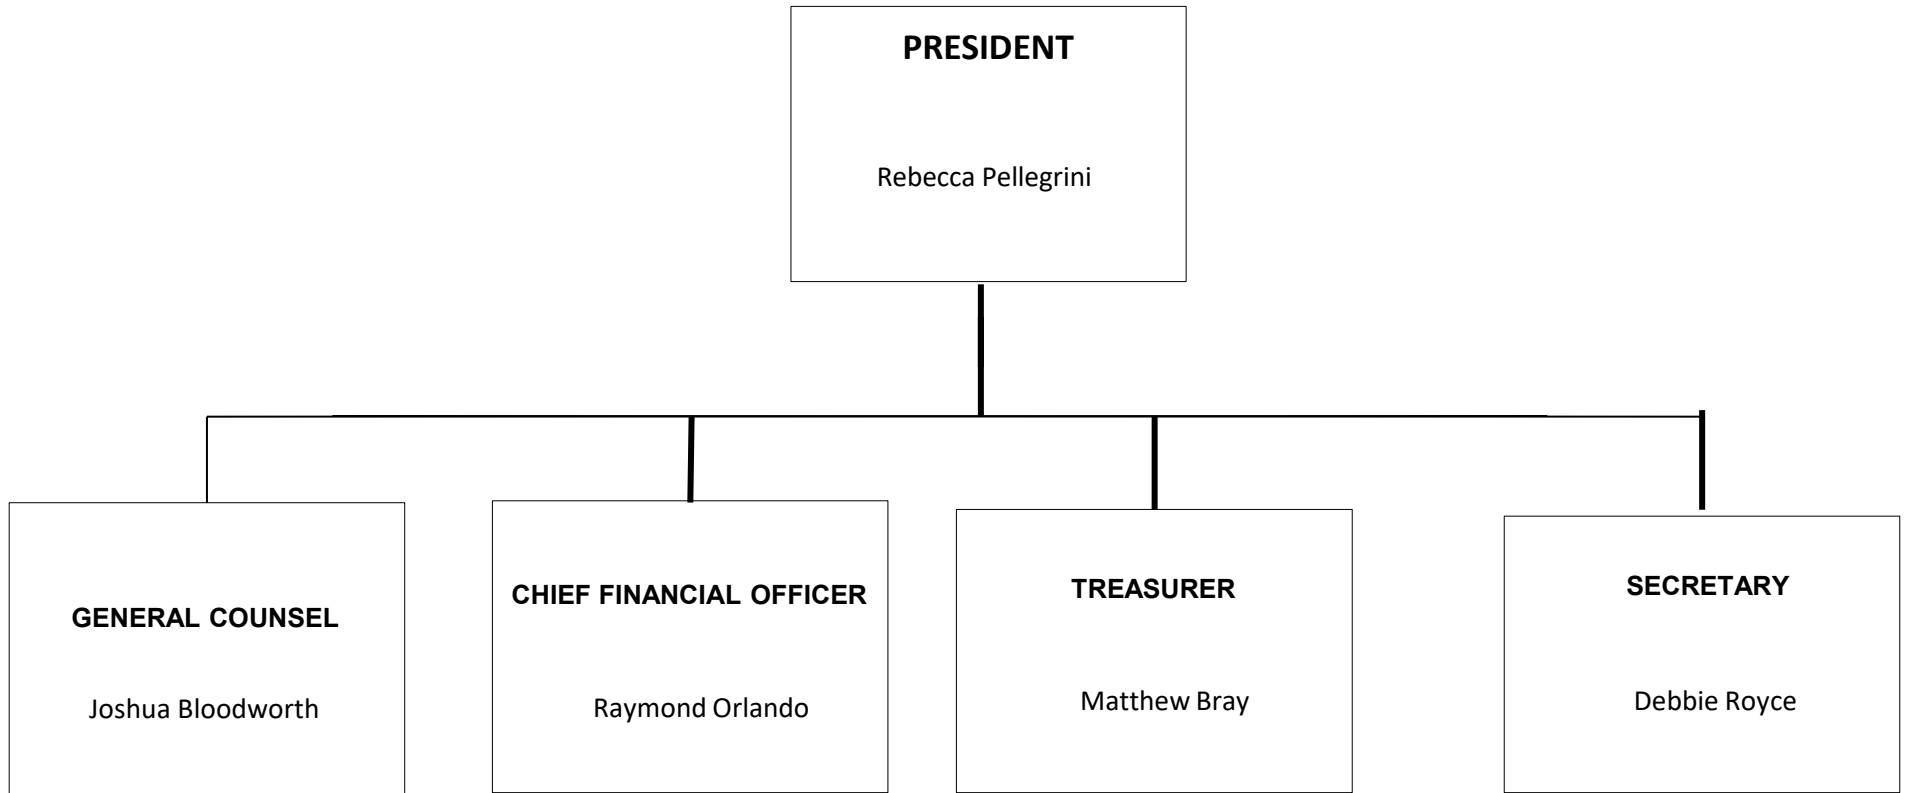 PRESIDENT
Rebecca Pellegrini
GENERAL COUNSEL
Joshua Bloodworth
CHIEF FINANCIAL OFFICER
Raymond Orlando
TREASURER
Matthew Bray
SECRETARY
Debbie Royce